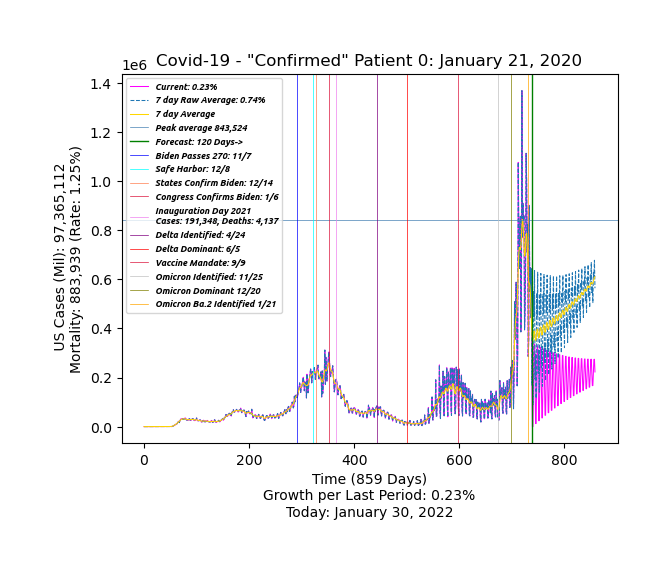 Covid-19 - "Confirmed" Patient 0: January 21, 2020
1e6
1.4
1.2
1.0
0.8
0.6
0.4
0.2
0.0
US Cases (Mil): 97,365,112
Mortality: 883,939 (Rate: 1.25%)
Current: 0.23%
7 day Raw Average: 0.74%
7 day Average
Peak average 843,524
Forecast: 120 Days->
Biden Passes 270: 11/7
Safe Harbor: 12/8
States Confirm Biden: 12/14
Congress Confirms Biden: 1/6
Inauguration Day 2021
Cases: 191,348, Deaths: 4,137
Delta Identified: 4/24
Delta Dominant: 6/5
Vaccine Mandate: 9/9
Omicron Identified: 11/25
Omicron Dominant 12/20
Omicron Ba.2 Identified 1/21
0 200 400 600 800
Time (859 Days)
Growth per Last Period: 0.23%
Today: January 30, 2022